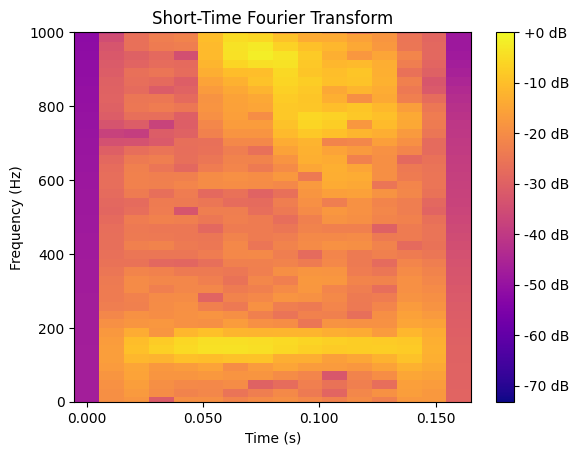 Short-Time Fourier Transform
1000
800
600
400
200
0
Frequency (Hz)
0.000
0.050
0.100
0.150
Time (s)
+0 dB
-10 dB
-20 dB
-30 dB
-40 dB
-50 dB
-60 dB
-70 dB